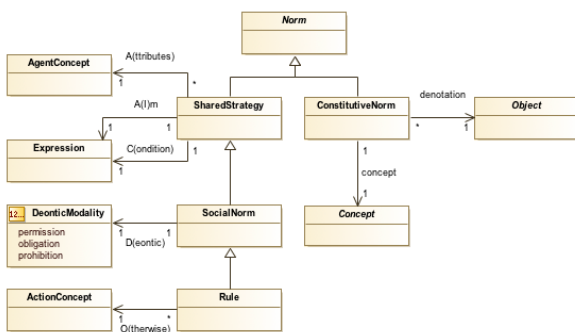 Norm
A(ttributes)
AgentConcept
1
*
denotation
SharedStrategy
ConstitutiveNorm
Object
A(I)m
1
1
*
1
Expression
C(ondition)
1
1
1
concept
1
12...
DeonticModality
permission
obligation
prohibition
SocialNorm
Concept
1
1
D(eontic)
ActionConcept
Rule
1
*
O(therwise)